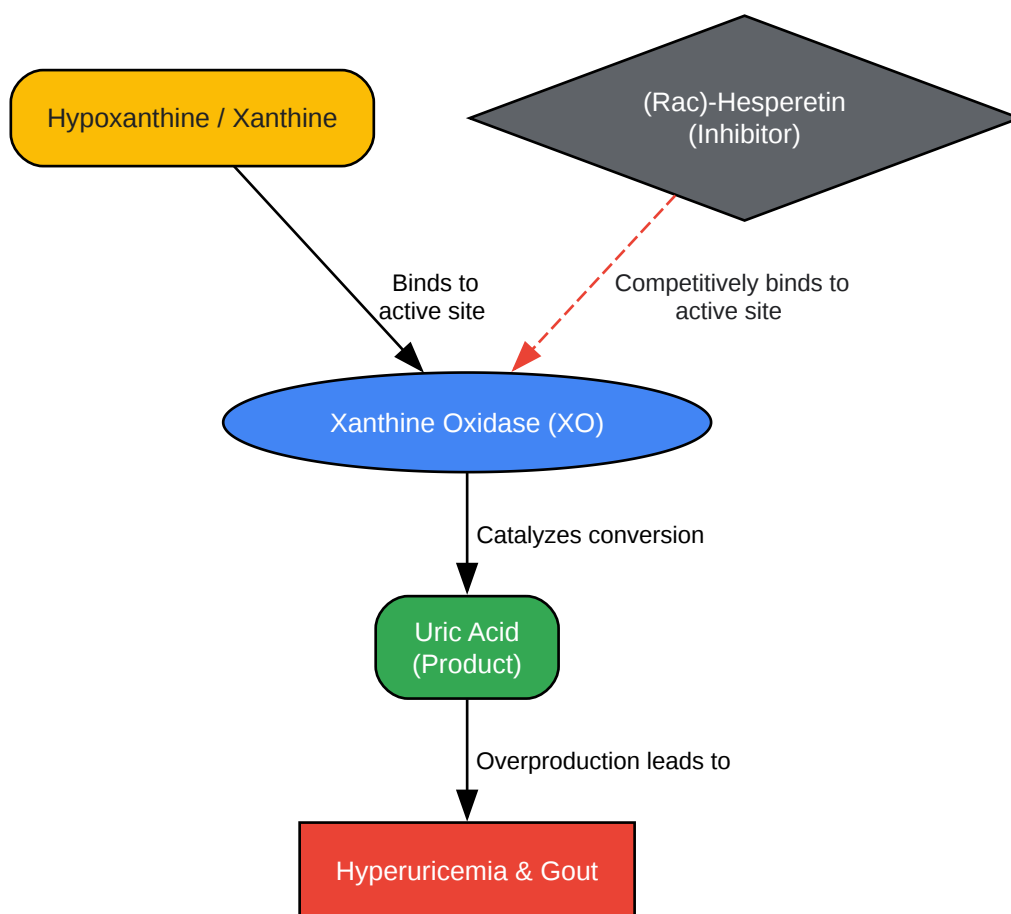 Hypoxanthine / Xanthine
(Rac)-Hesperetin
(Inhibitor)
Binds to
active site
Competitively binds to
active site
Xanthine Oxidase (XO)
Catalyzes conversion
Uric Acid
(Product)
Overproduction leads to
Hyperuricemia & Gout